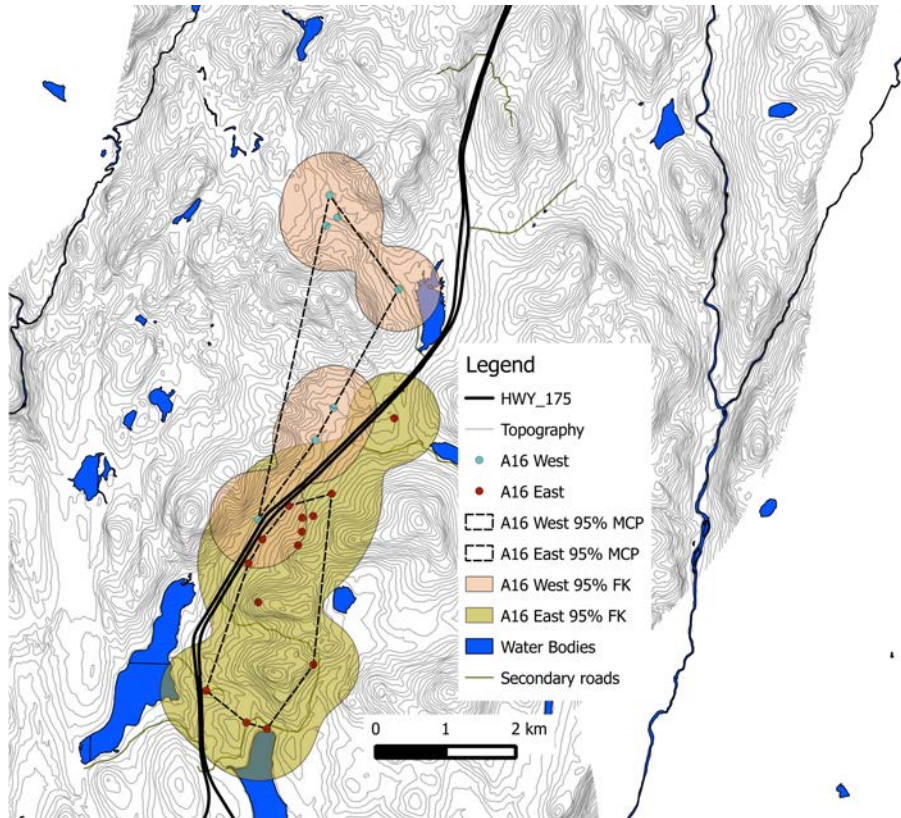 Legend
HWY_175
Topography
A16 West
A16 East
A16 West 95% MCP
A16 East 95% MCP
A16 West 95% FK
A16 East 95% FK
Water Bodies
Secondary roads
0 1 2 km